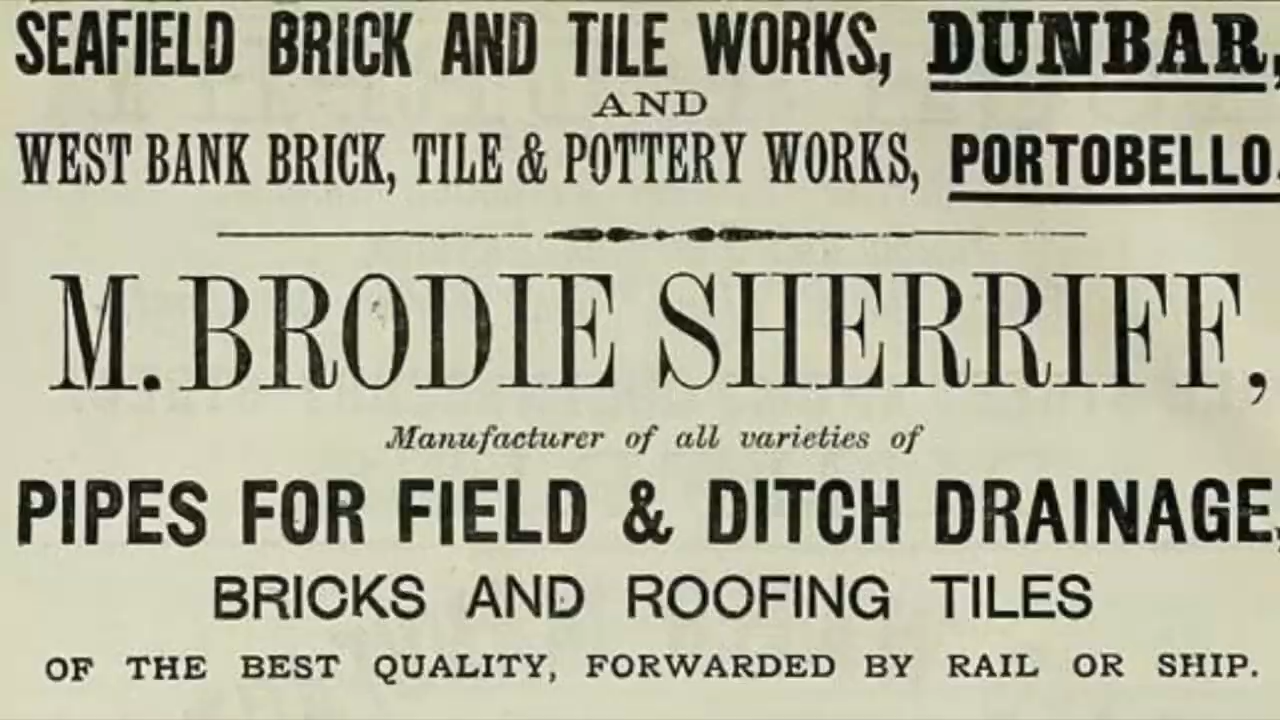 SEAFIELD BRICK AND TILE WORKS, DUNBAR,
AND
WEST BANK BRICK, TILE & POTTERY WORKS, PORTOBELLO.
M. BRODIE SHERRIFF,
Manufacturer of all varieties of
PIPES FOR FIELD & DITCH DRAINAGE,
BRICKS AND ROOFING TILES
OF THE BEST QUALITY, FORWARDED BY RAIL OR SHIP.